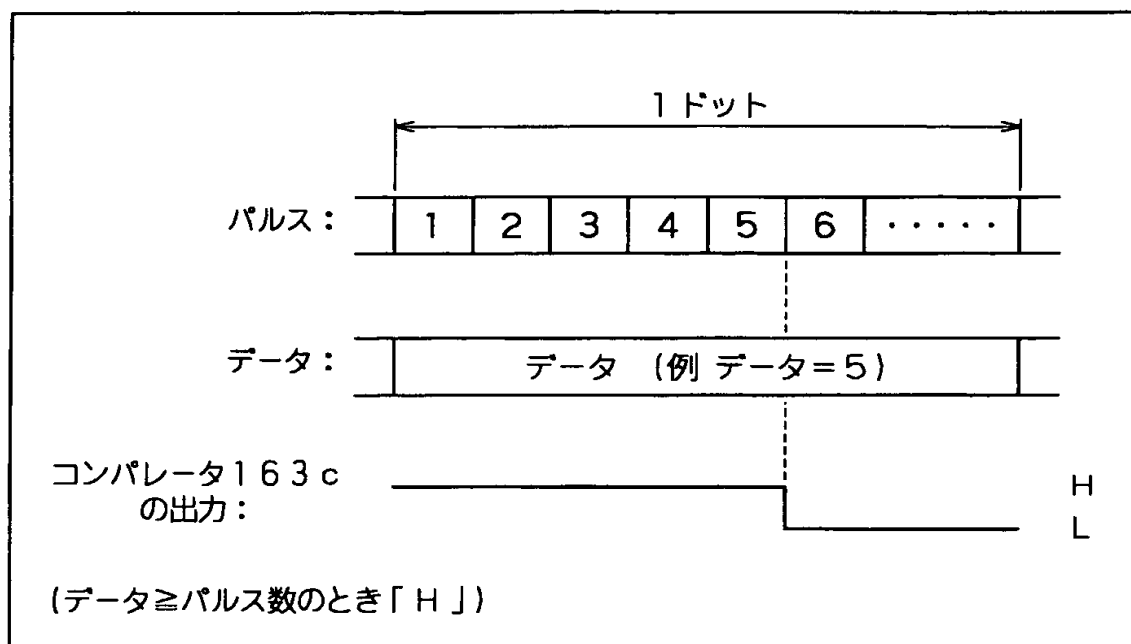 1ドット
パルス： 1 2 3 4 5 6 ・・・・・
データ： データ （例 データ＝５）
コンパレータ１６３ｃ
の出力：
H
L
（データ≧パルス数のとき「Ｈ」）